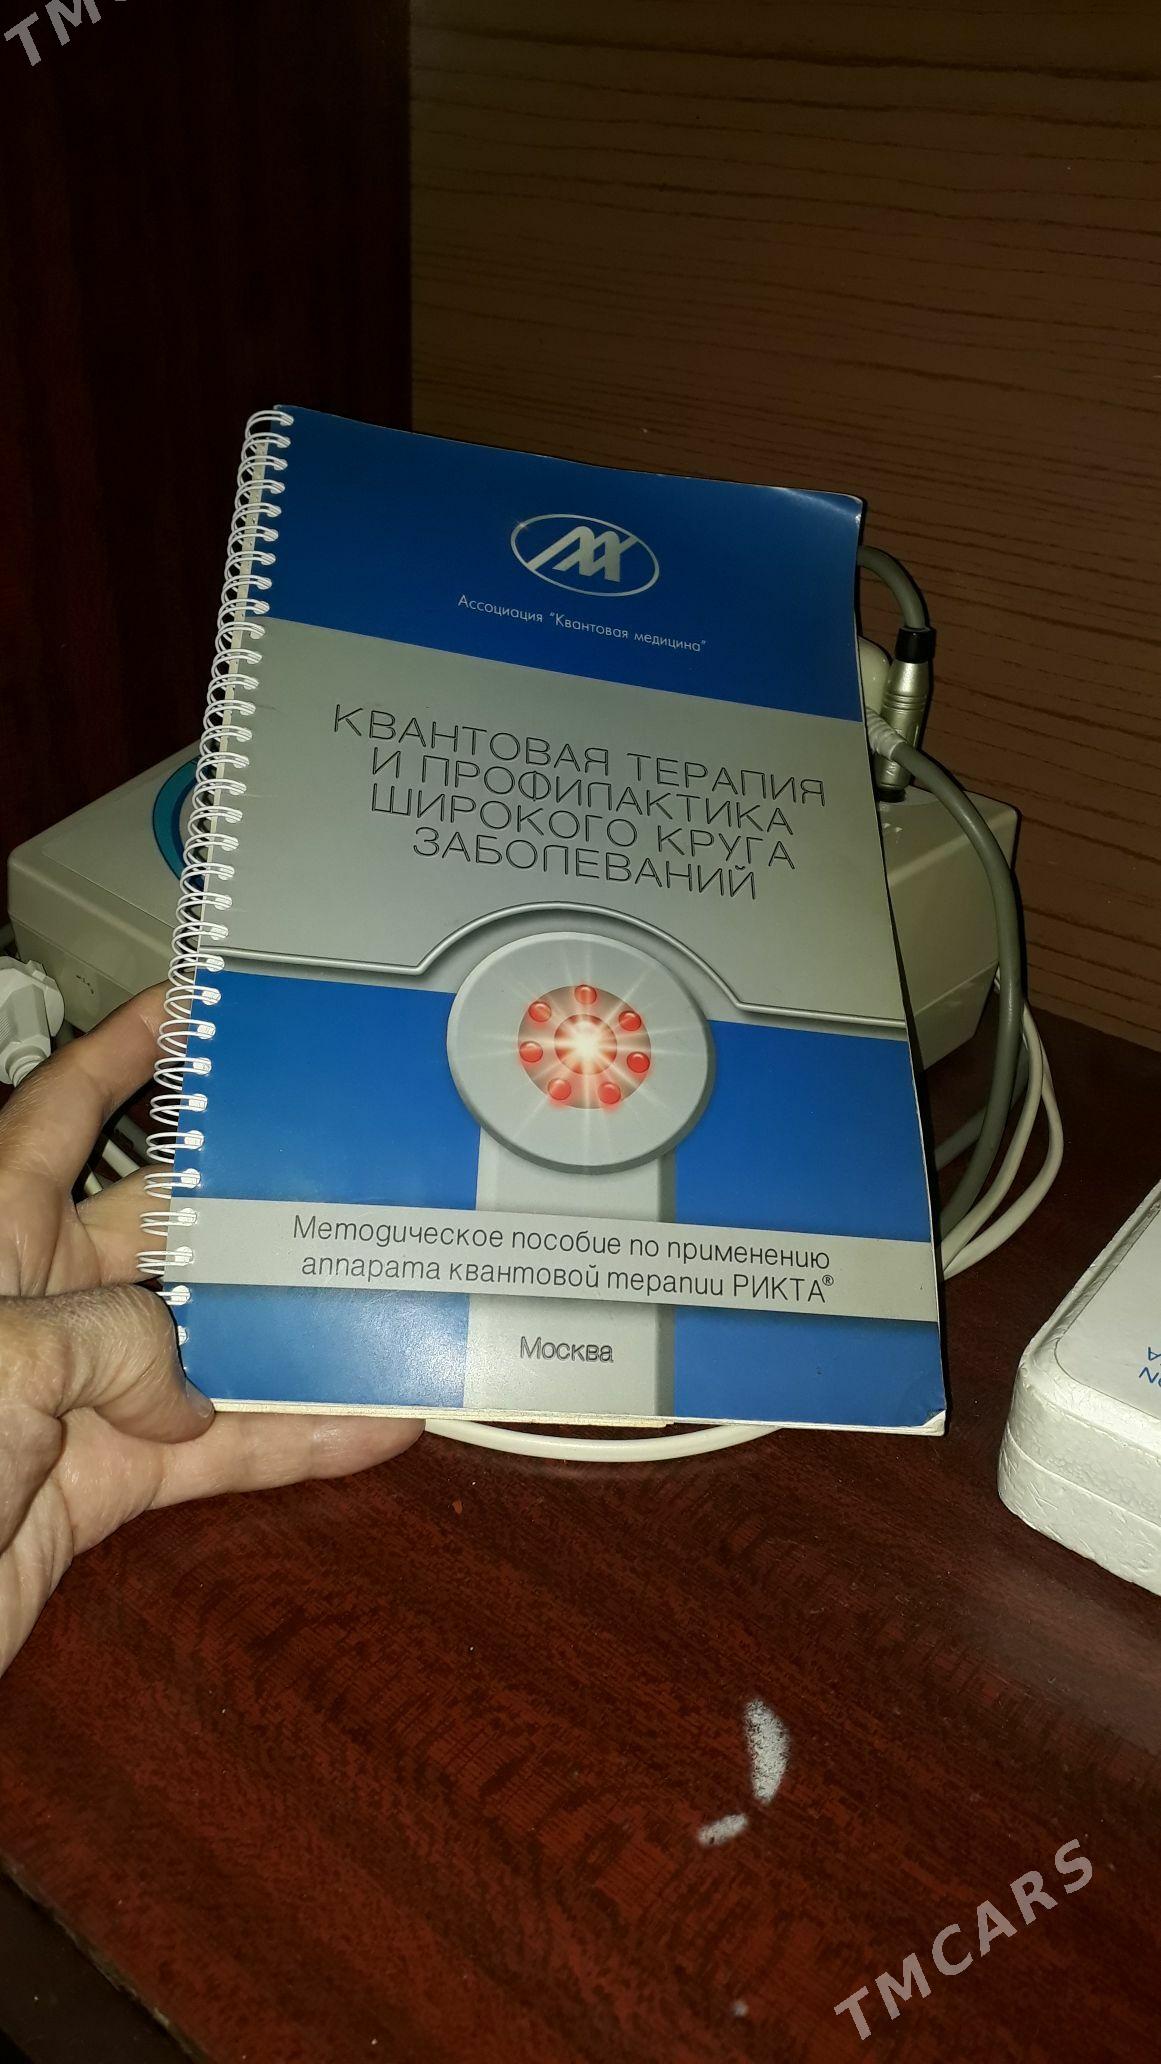 TMC
Ассоциация "Квантовая медицина"
КВАНТОВАЯ ТЕРАПИЯ
И ПРОФИЛАКТИКА
ШИРОКОГО КРУГА
ЗАБОЛЕВАНИЙ
Методическое пособие по применению
аппарата квантовой терапии РИКТА®
Москва
TMCARS